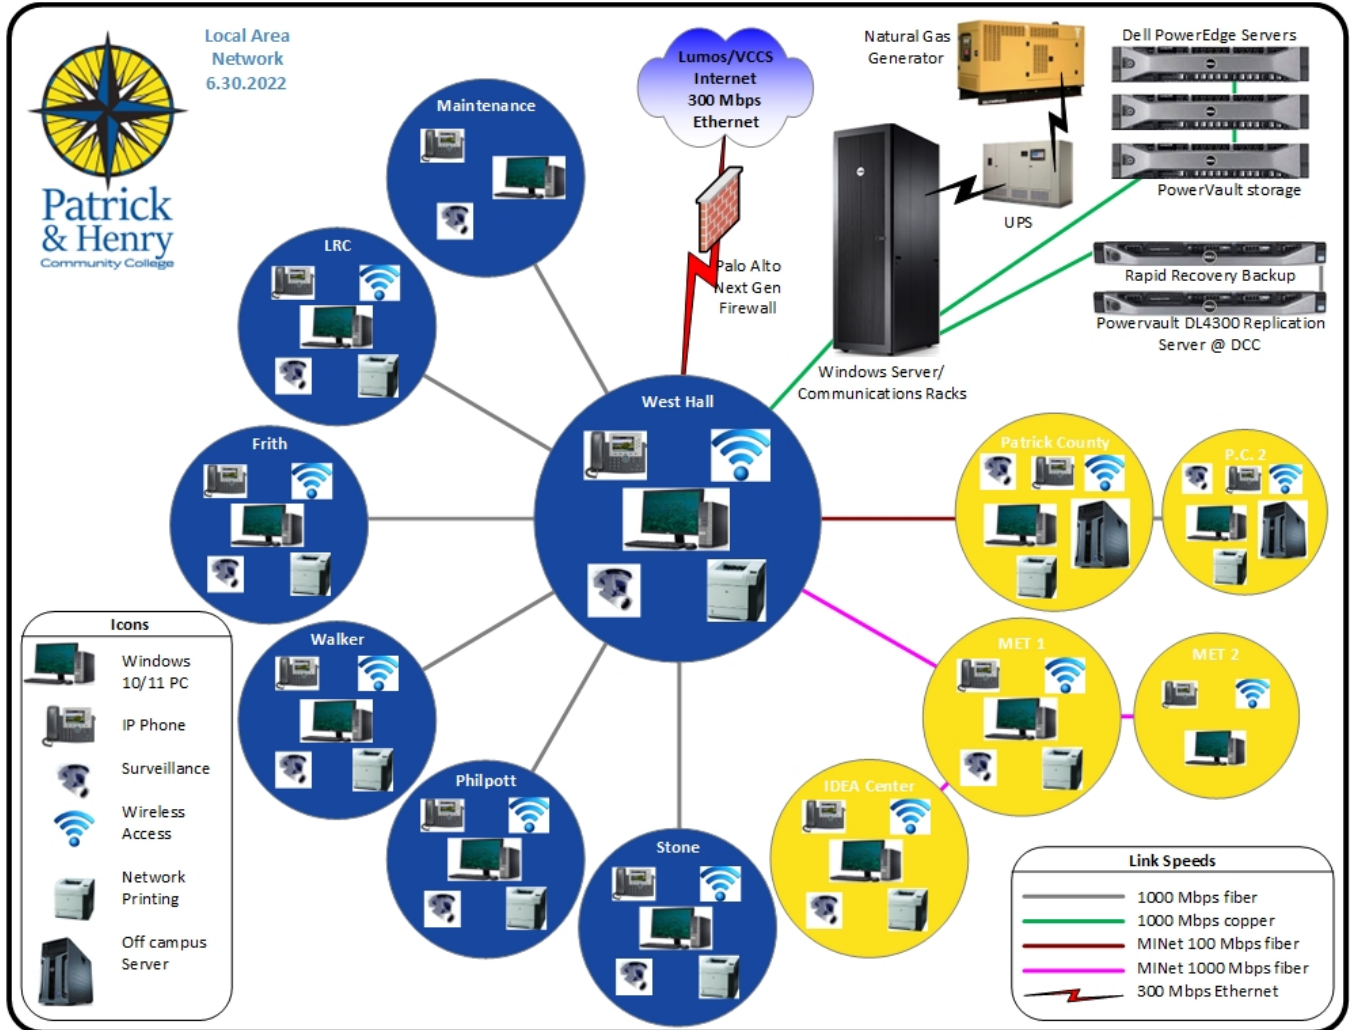 Local Area
Network
6.30.2022
Patrick
& Henry
Community College
Lumos/VCCS
Internet
300 Mbps
Ethernet
Palo Alto
Next Gen
Firewall
Natural Gas
Generator
UPS
Dell PowerEdge Servers
PowerVault storage
Rapid Recovery Backup
Powervault DL4300 Replication
Server @ DCC
Windows Server/
Communications Racks
Maintenance
LRC
Frith
Walker
Philpott
Stone
West Hall
Patrick County
P.C. 2
MET 1
MET 2
IDEA Center
Icons
Windows
10/11 PC
IP Phone
Surveillance
Wireless
Access
Network
Printing
Off campus
Server
Link Speeds
1000 Mbps fiber
1000 Mbps copper
MINet 100 Mbps fiber
MINet 1000 Mbps fiber
300 Mbps Ethernet